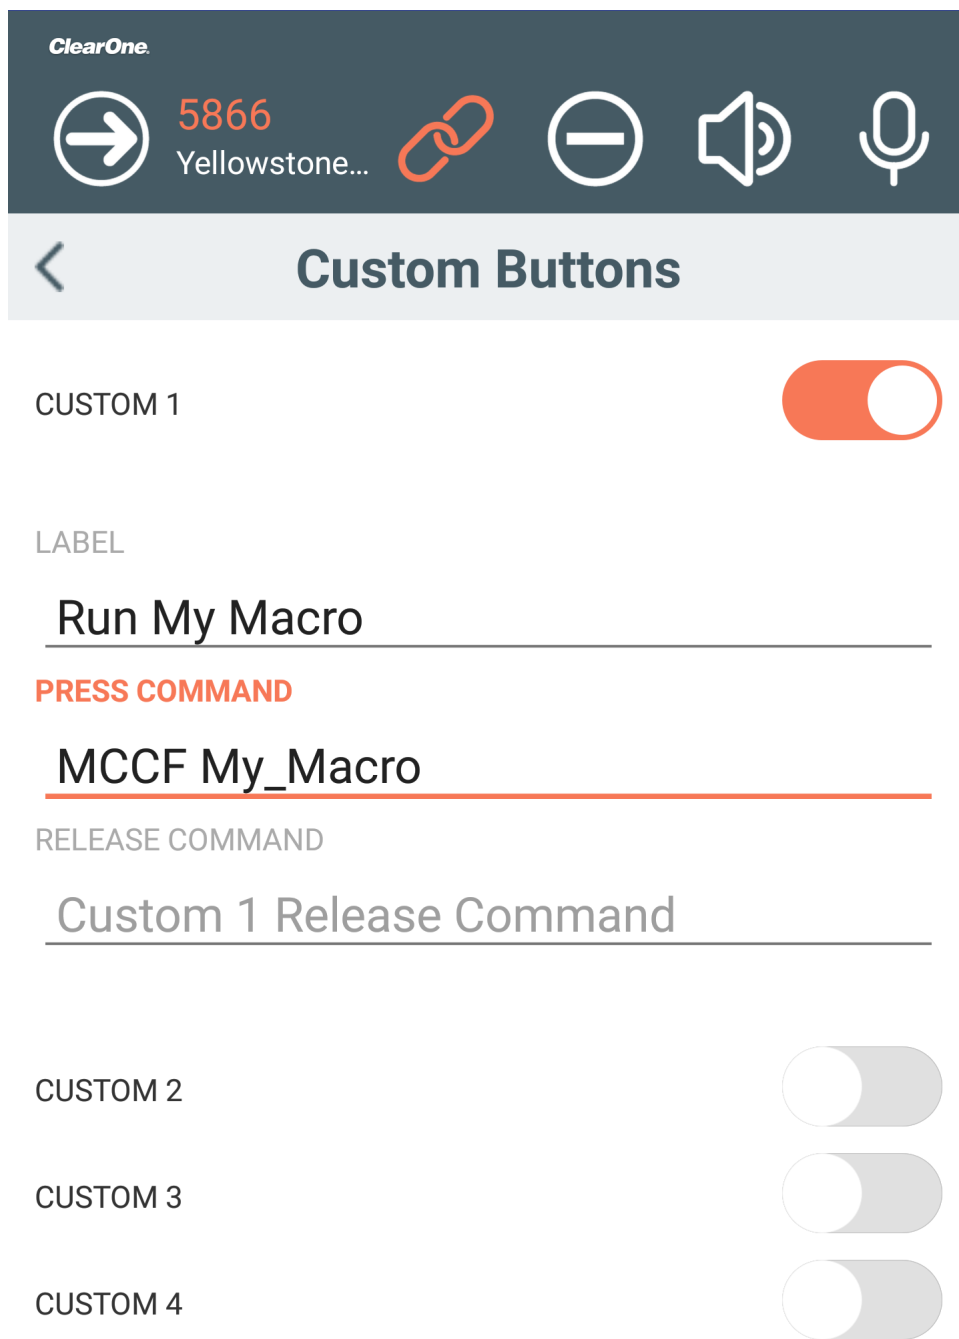 ClearOne.
5866
Yellowstone...
Custom Buttons
CUSTOM 1
LABEL
Run My Macro
PRESS COMMAND
MCCF My_Macro
RELEASE COMMAND
Custom 1 Release Command
CUSTOM 2
CUSTOM 3
CUSTOM 4